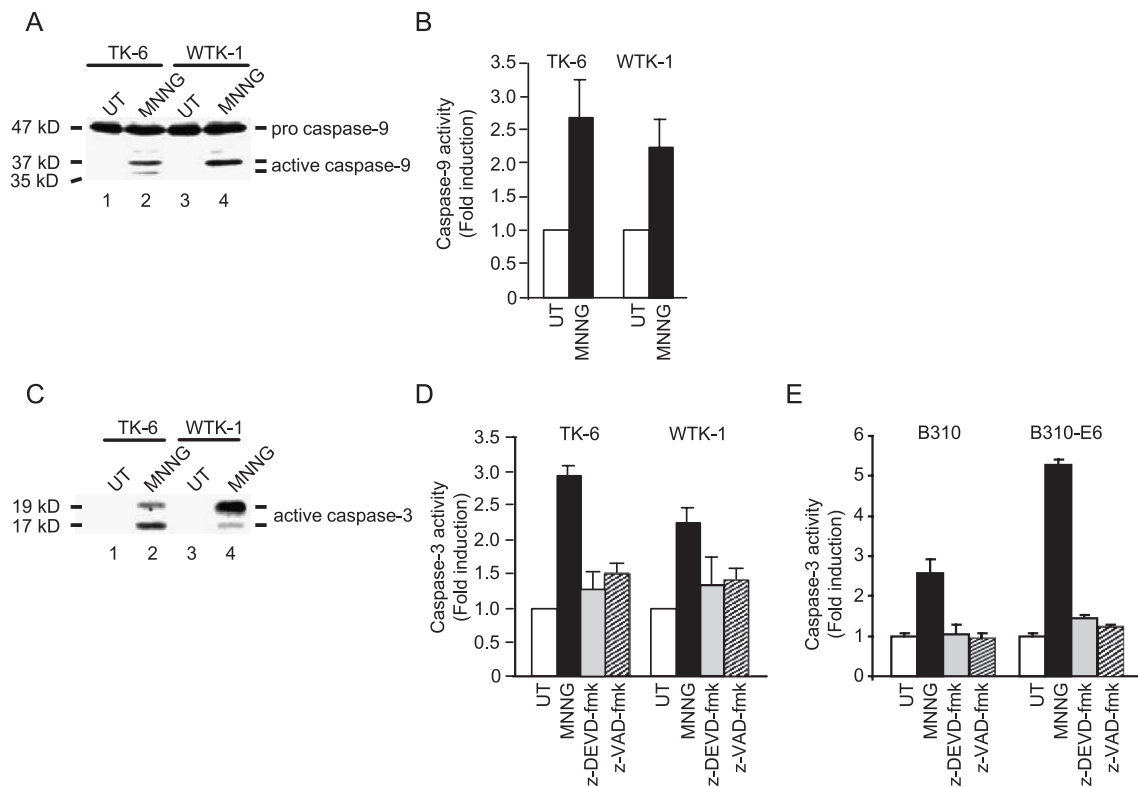 A
TK-6 WTK-1
UT MNNG UT MNNG
47 kD pro caspase-9
37 kD active caspase-9
35 kD
1 2 3 4
B
TK-6 WTK-1
Caspase-9 activity
(Fold induction)
3.5
3.0
2.5
2.0
1.5
1.0
0.5
0
UT MNNG UT MNNG
C
TK-6 WTK-1
UT MNNG UT MNNG
19 kD active caspase-3
17 kD
1 2 3 4
D
TK-6 WTK-1
Caspase-3 activity
(Fold induction)
3.5
3.0
2.5
2.0
1.5
1.0
0.5
0
UT MNNG z-DEVD-fmk z-VAD-fmk UT MNNG z-DEVD-fmk z-VAD-fmk
E
B310 B310-E6
Caspase-3 activity
(Fold induction)
6
5
4
3
2
1
0
UT MNNG z-DEVD-fmk z-VAD-fmk UT MNNG z-DEVD-fmk z-VAD-fmk